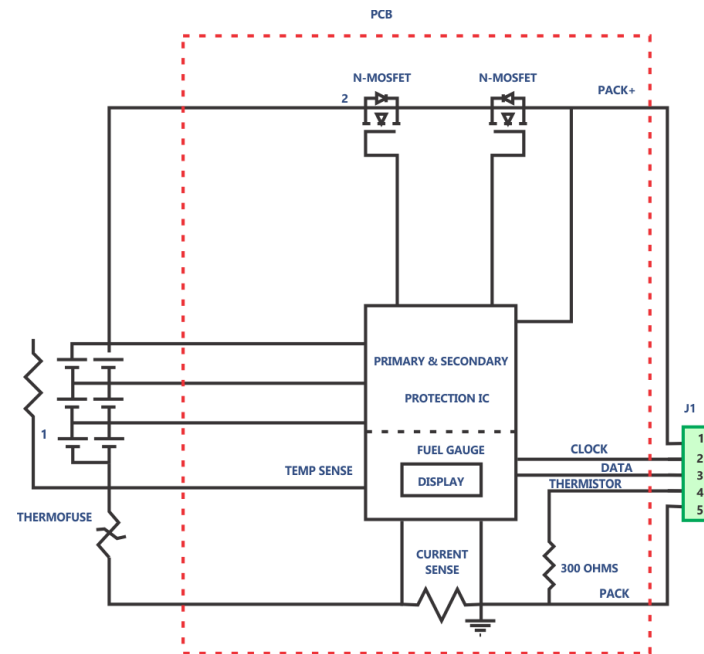 PCB
N-MOSFET
N-MOSFET
2
PACK+
PRIMARY & SECONDARY
PROTECTION IC
J1
1
1
FUEL GAUGE
CLOCK
2
TEMP SENSE
DATA
3
DISPLAY
THERMISTOR
4
5
THERMOFUSE
CURRENT
SENSE
300 OHMS
PACK